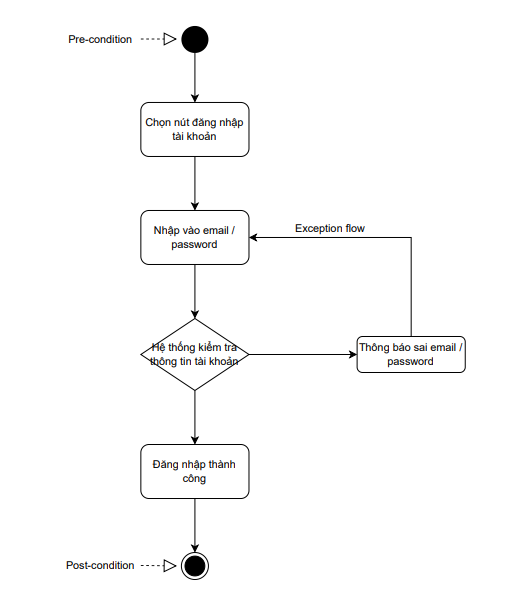 Pre-condition
Chọn nút đăng nhập
tài khoản
Nhập vào email /
password
Exception flow
Hệ thống kiểm tra
thông tin tài khoản
Thông báo sai email /
password
Đăng nhập thành
công
Post-condition